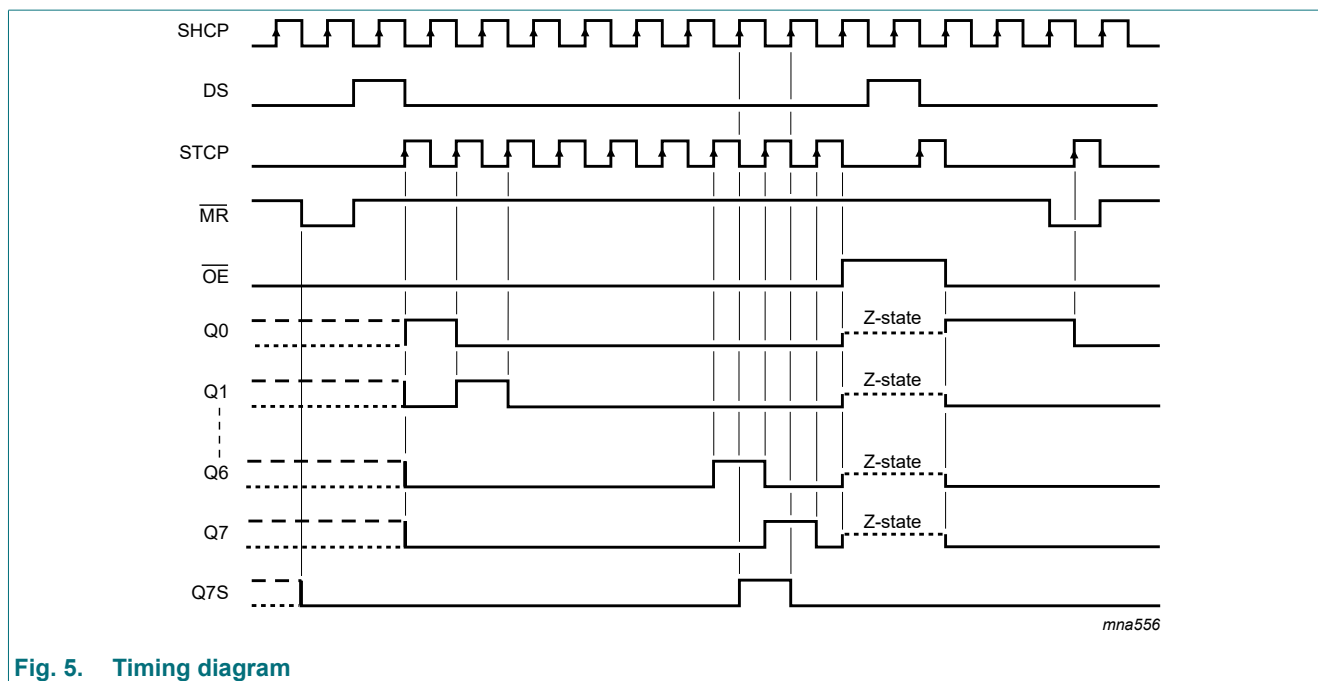 SHCP
DS
STCP
MR
OE
Q0
Z-state
Q1
Z-state
Q6
Z-state
Q7
Z-state
Q7S
mna556
Fig. 5. Timing diagram